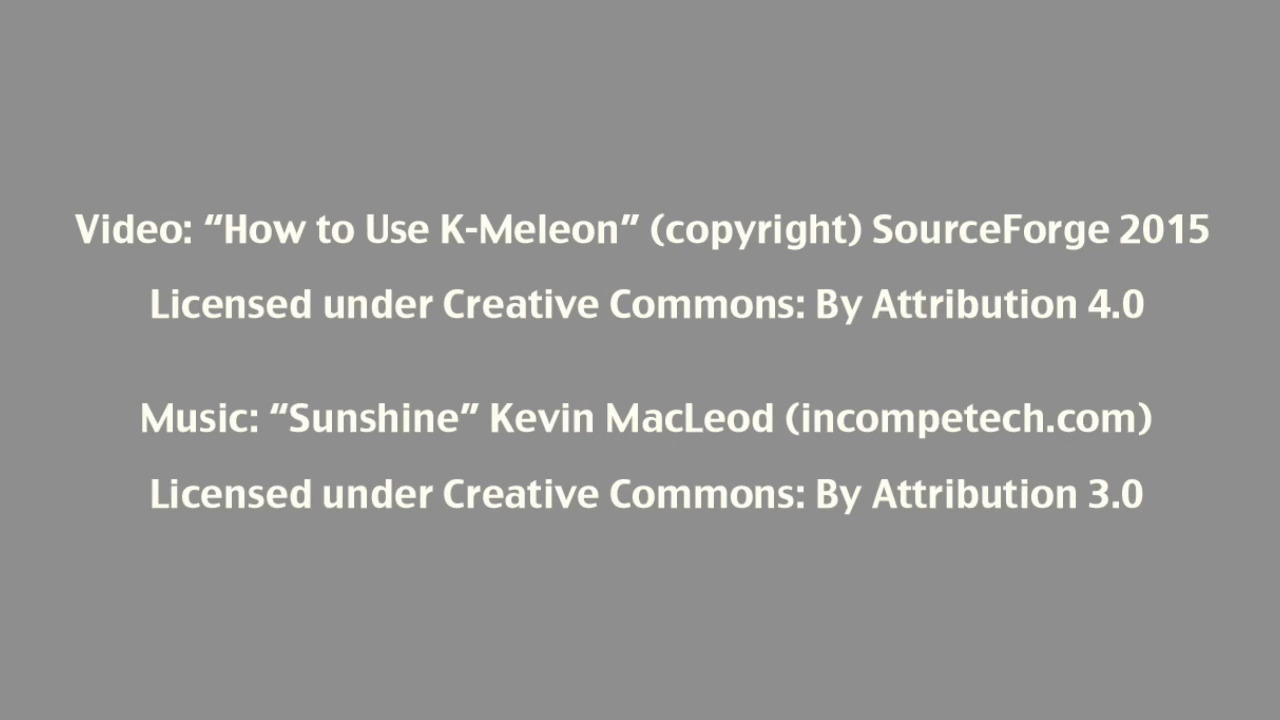 Video: “How to Use K-Meleon” (copyright) SourceForge 2015
Licensed under Creative Commons: By Attribution 4.0
Music: “Sunshine” Kevin MacLeod (incompetech.com)
Licensed under Creative Commons: By Attribution 3.0